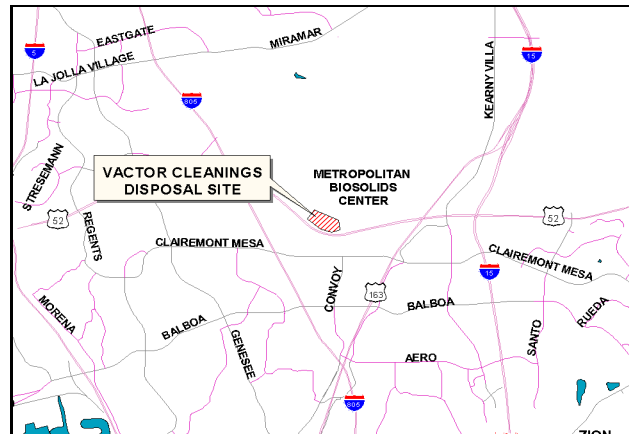 EASTGATE
MIRAMAR
5
LA JOLLA VILLAGE
15
KEARNY VILLA
805
VACTOR CLEANINGS
DISPOSAL SITE
METROPOLITAN
BIOSOLIDS
CENTER
STRESEMANN
52
REGENTS
52
CLAIREMONT MESA
CLAIREMONT MESA
CONVOY
15
163
MORENA
BALBOA
BALBOA
GENESEE
SANTO
RUEDA
AERO
805
ZION